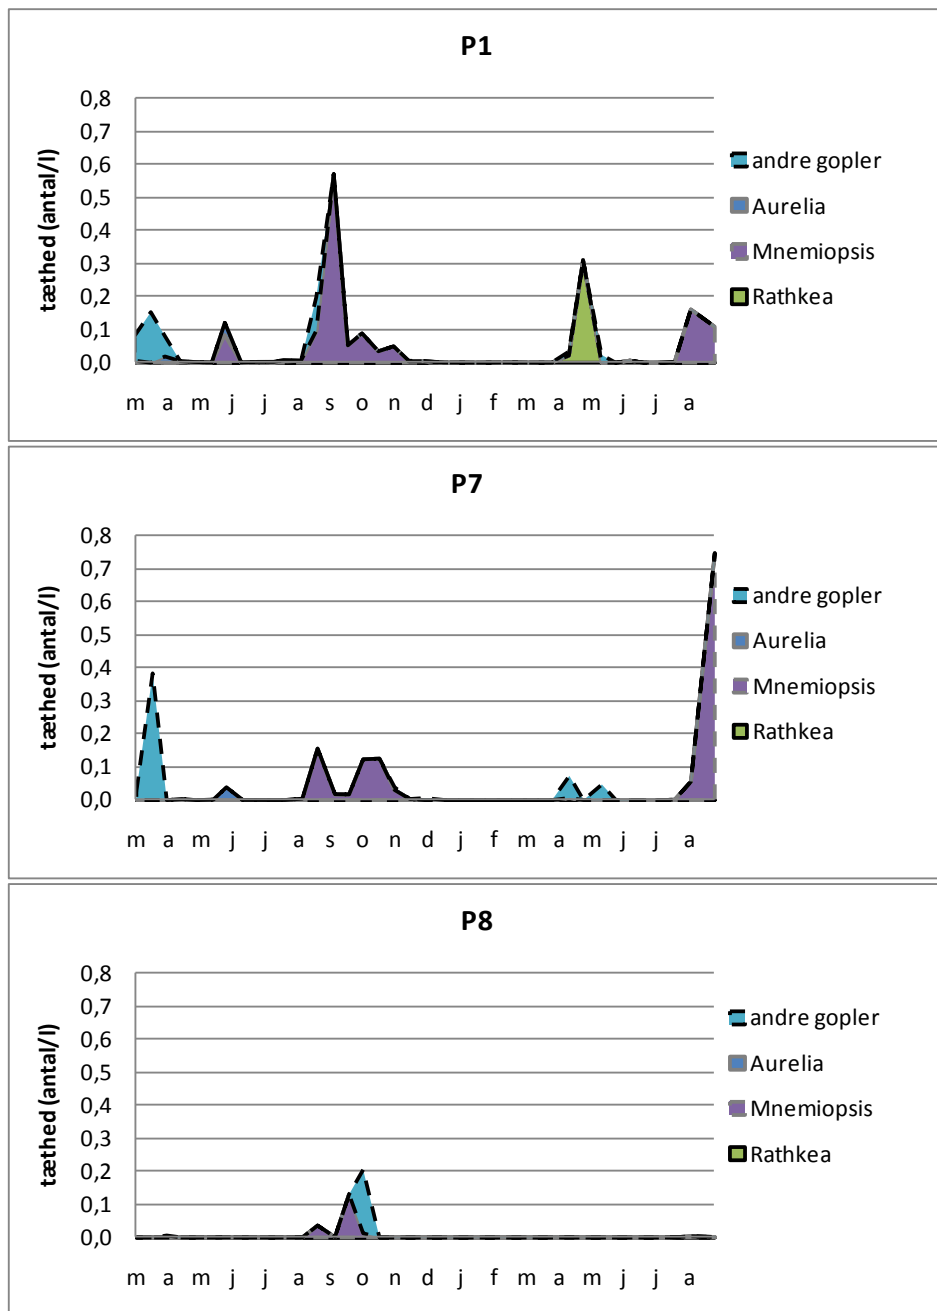 P1
tæthed (antal/l)
0,8
0,7
0,6
0,5
0,4
0,3
0,2
0,1
0,0
m a m j j a s o n d j f m a m j j a
andre gopler
Aurelia
Mnemiopsis
Rathkea
P7
tæthed (antal/l)
0,8
0,7
0,6
0,5
0,4
0,3
0,2
0,1
0,0
m a m j j a s o n d j f m a m j j a
andre gopler
Aurelia
Mnemiopsis
Rathkea
P8
tæthed (antal/l)
0,8
0,7
0,6
0,5
0,4
0,3
0,2
0,1
0,0
m a m j j a s o n d j f m a m j j a
andre gopler
Aurelia
Mnemiopsis
Rathkea